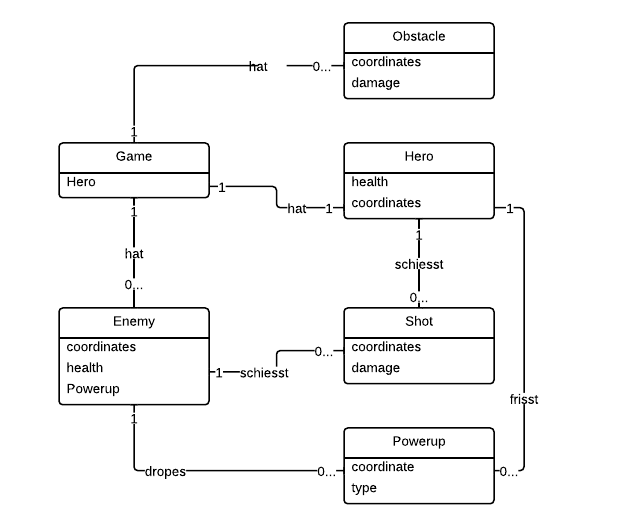 Obstacle
coordinates
damage
hat
0...
1
Game
Hero
1
hat
1
Hero
health
coordinates
1
1
hat
0...
1
schiesst
0...
Enemy
coordinates
health
Powerup
1
schiesst
0...
Shot
coordinates
damage
1
frisst
0...
1
dropes
0...
Powerup
coordinate
type